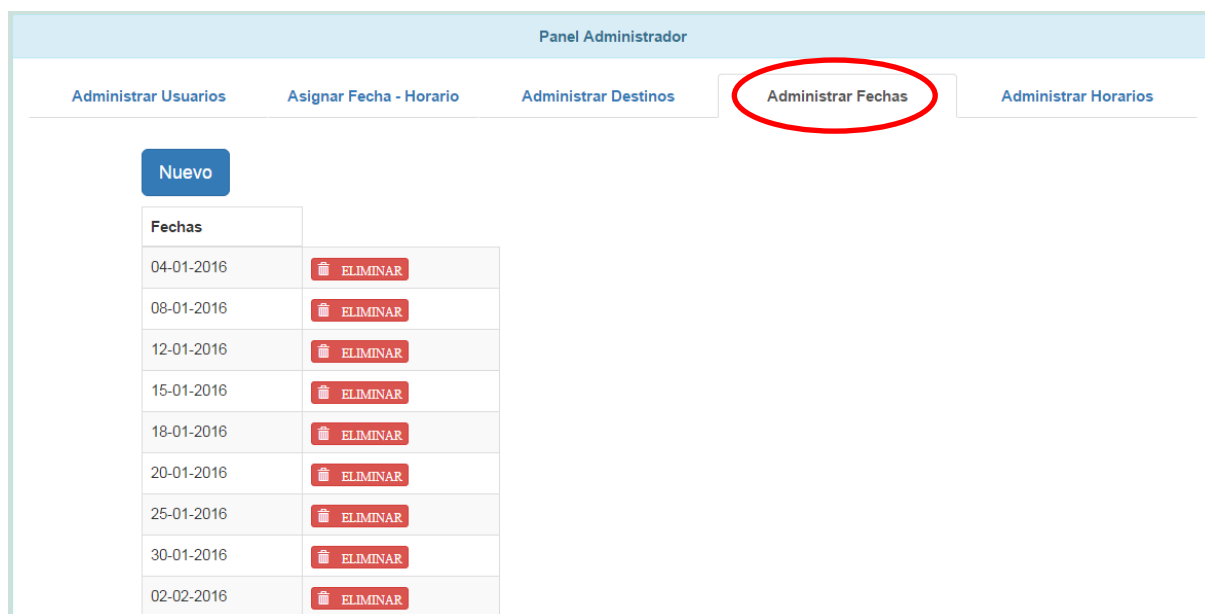 Panel Administrador
Administrar Usuarios Asignar Fecha - Horario Administrar Destinos Administrar Fechas Administrar Horarios
Nuevo
Fechas
04-01-2016 ELIMINAR
08-01-2016 ELIMINAR
12-01-2016 ELIMINAR
15-01-2016 ELIMINAR
18-01-2016 ELIMINAR
20-01-2016 ELIMINAR
25-01-2016 ELIMINAR
30-01-2016 ELIMINAR
02-02-2016 ELIMINAR